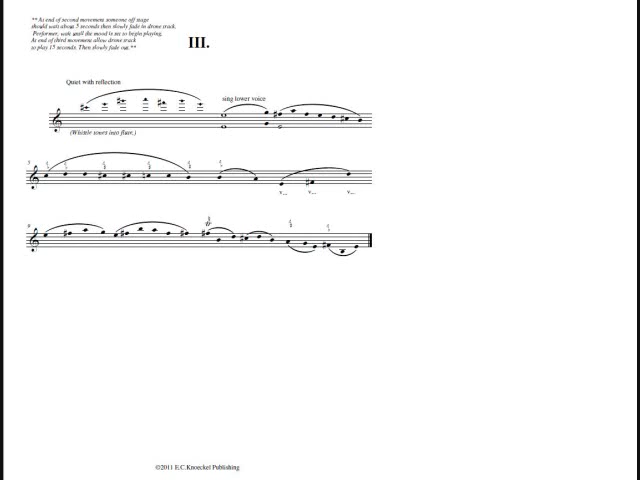 ** At end of second movement someone off stage
should wait about 5 seconds then slowly fade in drone track.
Performer, wait until the mood is set to begin playing.
At end of third movement allow drone track
to play 15 seconds. Then slowly fade out.**
III.
Quiet with reflection
sing lower voice
(Whistle tones into flute.)
5
v... v... v...
8
©2011 E.C.Knoeckel Publishing